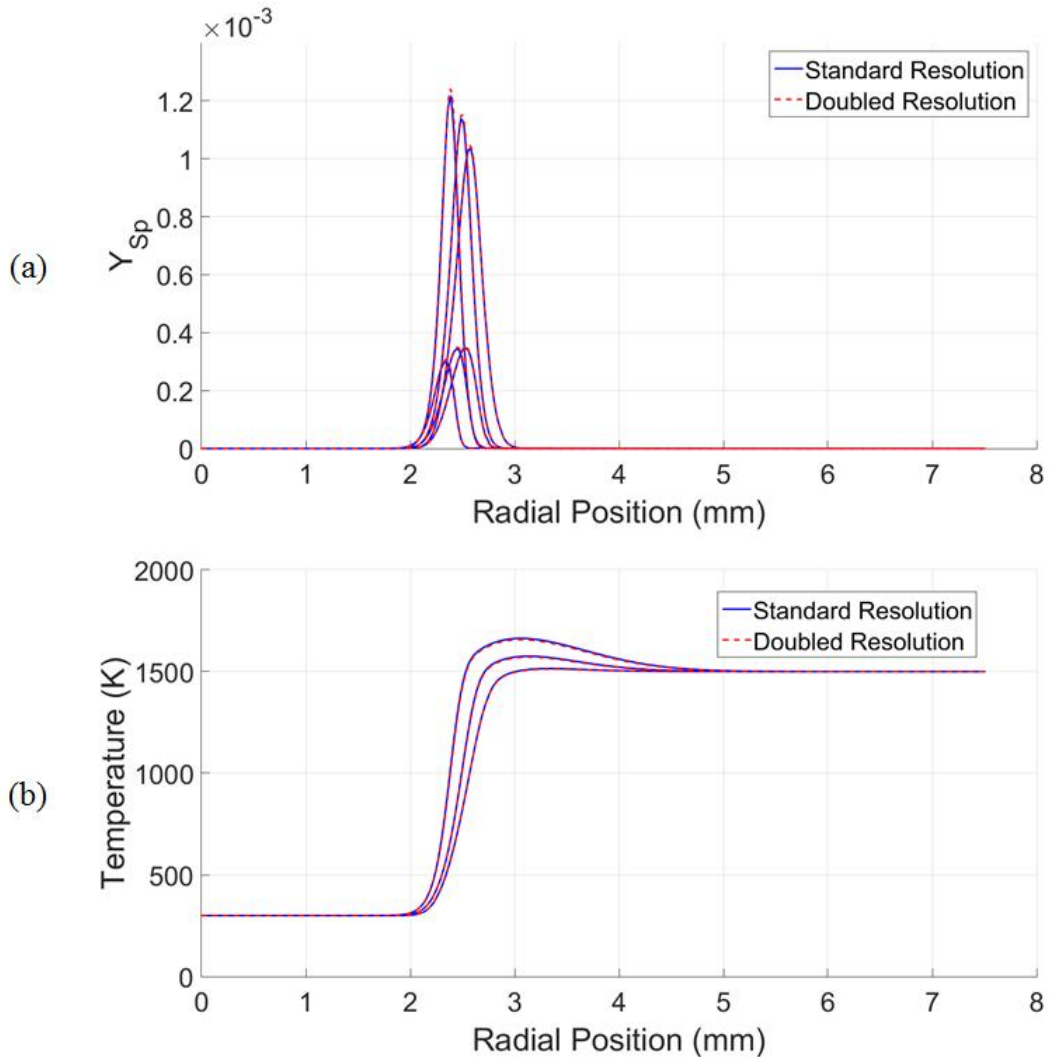 ×10⁻³
Standard Resolution
Doubled Resolution
1.2
1
0.8
0.6
0.4
0.2
0
Y_Sp
(a)
0 1 2 3 4 5 6 7 8
Radial Position (mm)
2000
1500
1000
500
0
Standard Resolution
Doubled Resolution
Temperature (K)
(b)
0 1 2 3 4 5 6 7 8
Radial Position (mm)